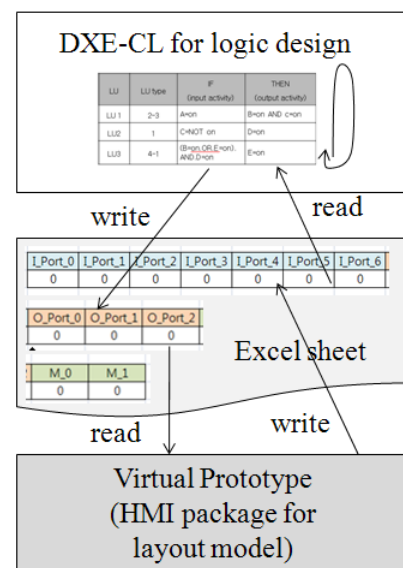 DXE-CL for logic design
LU LU type IF (input activity) THEN (output activity)
LU 1 2-3 A=on B=on AND c=on
LU2 1 C=NOT on D=on
LU3 4-1 (B=on.OR.E=on). AND.D=on E=on
write
read
I_Port_0 I_Port_1 I_Port_2 I_Port_3 I_Port_4 I_Port_5 I_Port_6
0 0 0 0 0 0 0
O_Port_0 O_Port_1 O_Port_2
0 0 0
Excel sheet
M_0 M_1
0 0
read
write
Virtual Prototype
(HMI package for
layout model)